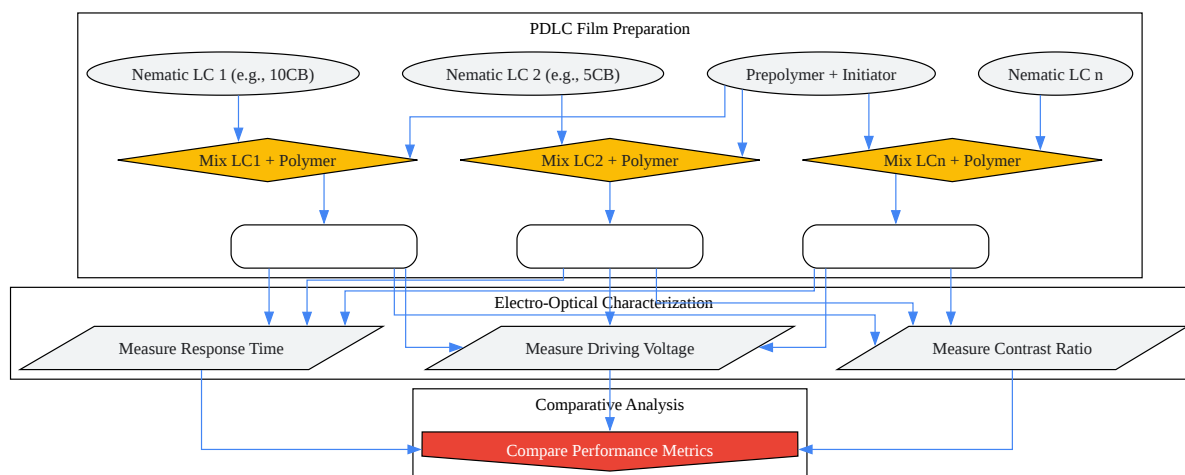 PDLC Film Preparation
Nematic LC 1 (e.g., 10CB)
Nematic LC 2 (e.g., 5CB)
Prepolymer + Initiator
Nematic LC n
Mix LC1 + Polymer
Mix LC2 + Polymer
Mix LCn + Polymer
Electro-Optical Characterization
Measure Response Time
Measure Driving Voltage
Measure Contrast Ratio
Comparative Analysis
Compare Performance Metrics